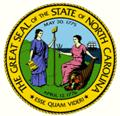 THE GREAT SEAL OF THE STATE OF NORTH CAROLINA
MAY 20, 1775
APRIL 12, 1776
ESSE QUAM VIDERI